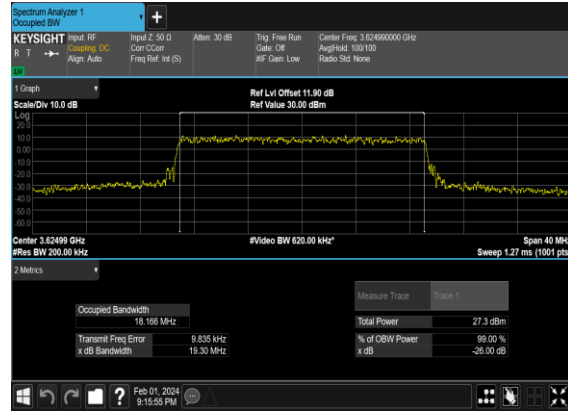 Spectrum Analyzer 1
Occupied BW
KEYSIGHT Input: RF Input Z: 50 Ω Atten: 30 dB Trig: Free Run Center Freq: 3.624990000 GHz
R T Coupling: DC Corr CCorr Gate: Off Avg|Hold: 100/100
Align: Auto Freq Ref: Int (S) #IF Gain: Low Radio Std: None
1 Graph
Ref Lvl Offset 11.90 dB
Scale/Div 10.0 dB Ref Value 30.00 dBm
Log
20.0
10.0
0.00
-10.0
-20.0
-30.0
-40.0
-50.0
-60.0
Center 3.62499 GHz #Video BW 620.00 kHz* Span 40 MHz
#Res BW 200.00 kHz Sweep 1.27 ms (1001 pts
2 Metrics
Measure Trace Trace 1
Occupied Bandwidth
18.166 MHz Total Power 27.3 dBm
Transmit Freq Error 9.835 kHz % of OBW Power 99.00 %
x dB Bandwidth 19.30 MHz x dB -26.00 dB
? Feb 01, 2024
9:15:55 PM